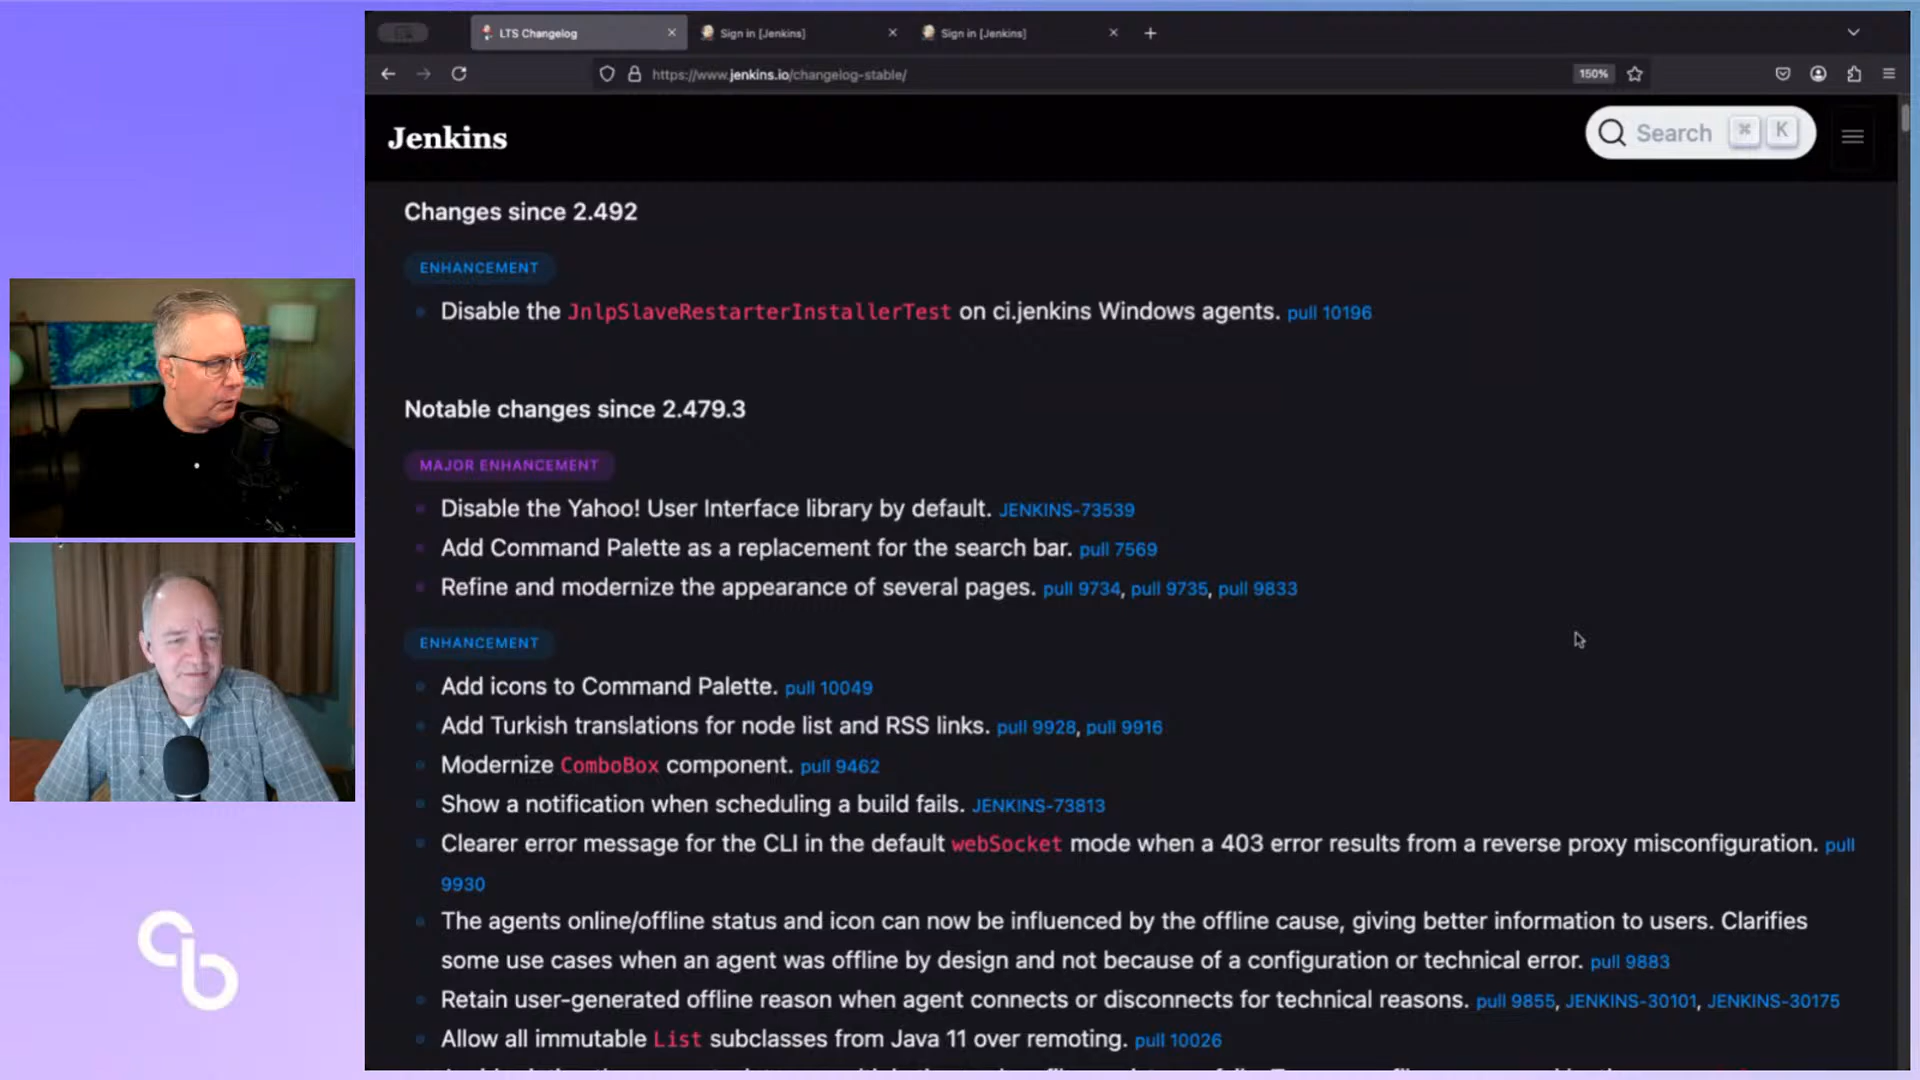 LTS Changelog
Sign in [Jenkins]
Sign in [Jenkins]
https://www.jenkins.io/changelog-stable/
150%
Jenkins
Search ⌘ K
Changes since 2.492
ENHANCEMENT
Disable the JnlpSlaveRestarterInstallerTest on ci.jenkins Windows agents. pull 10196
Notable changes since 2.479.3
MAJOR ENHANCEMENT
Disable the Yahoo! User Interface library by default. JENKINS-73539
Add Command Palette as a replacement for the search bar. pull 7569
Refine and modernize the appearance of several pages. pull 9734, pull 9735, pull 9833
ENHANCEMENT
Add icons to Command Palette. pull 10049
Add Turkish translations for node list and RSS links. pull 9928, pull 9916
Modernize ComboBox component. pull 9462
Show a notification when scheduling a build fails. JENKINS-73813
Clearer error message for the CLI in the default webSocket mode when a 403 error results from a reverse proxy misconfiguration. pull
9930
The agents online/offline status and icon can now be influenced by the offline cause, giving better information to users. Clarifies
some use cases when an agent was offline by design and not because of a configuration or technical error. pull 9883
Retain user-generated offline reason when agent connects or disconnects for technical reasons. pull 9855, JENKINS-30101, JENKINS-30175
Allow all immutable List subclasses from Java 11 over remoting. pull 10026